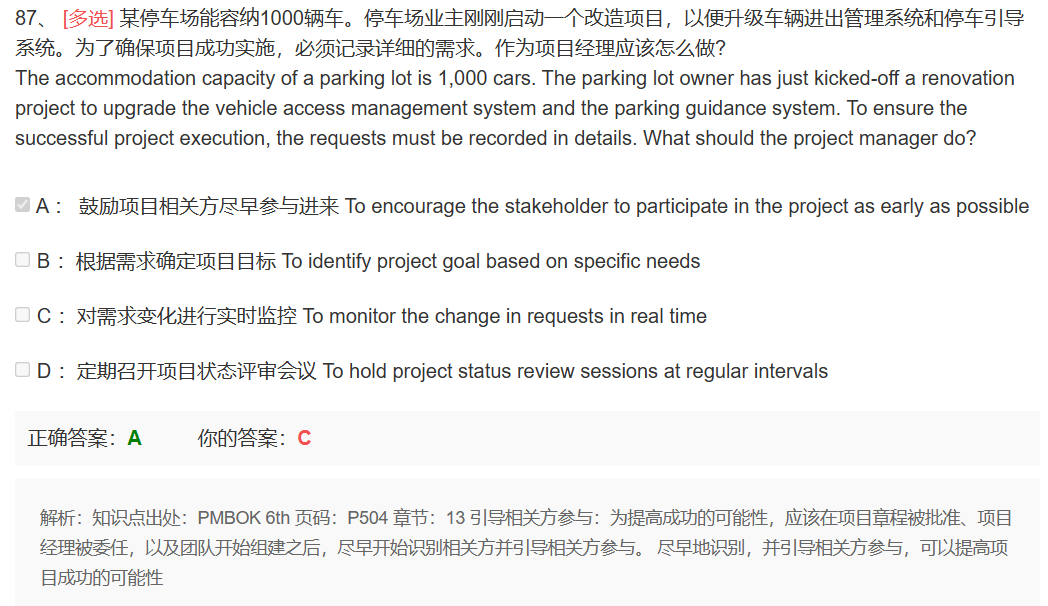 87、 [多选] 某停车场能容纳1000辆车。停车场业主刚刚启动一个改造项目，以便升级车辆进出管理系统和停车引导
系统。为了确保项目成功实施，必须记录详细的需求。作为项目经理应该怎么做?
The accommodation capacity of a parking lot is 1,000 cars. The parking lot owner has just kicked-off a renovation
project to upgrade the vehicle access management system and the parking guidance system. To ensure the
successful project execution, the requests must be recorded in details. What should the project manager do?
A： 鼓励项目相关方尽早参与进来 To encourage the stakeholder to participate in the project as early as possible
B：根据需求确定项目目标 To identify project goal based on specific needs
C：对需求变化进行实时监控 To monitor the change in requests in real time
D：定期召开项目状态评审会议 To hold project status review sessions at regular intervals
正确答案：A 你的答案：C
解析：知识点出处：PMBOK 6th 页码：P504 章节：13 引导相关方参与：为提高成功的可能性，应该在项目章程被批准、项目
经理被委任，以及团队开始组建之后，尽早开始识别相关方并引导相关方参与。 尽早地识别，并引导相关方参与，可以提高项
目成功的可能性